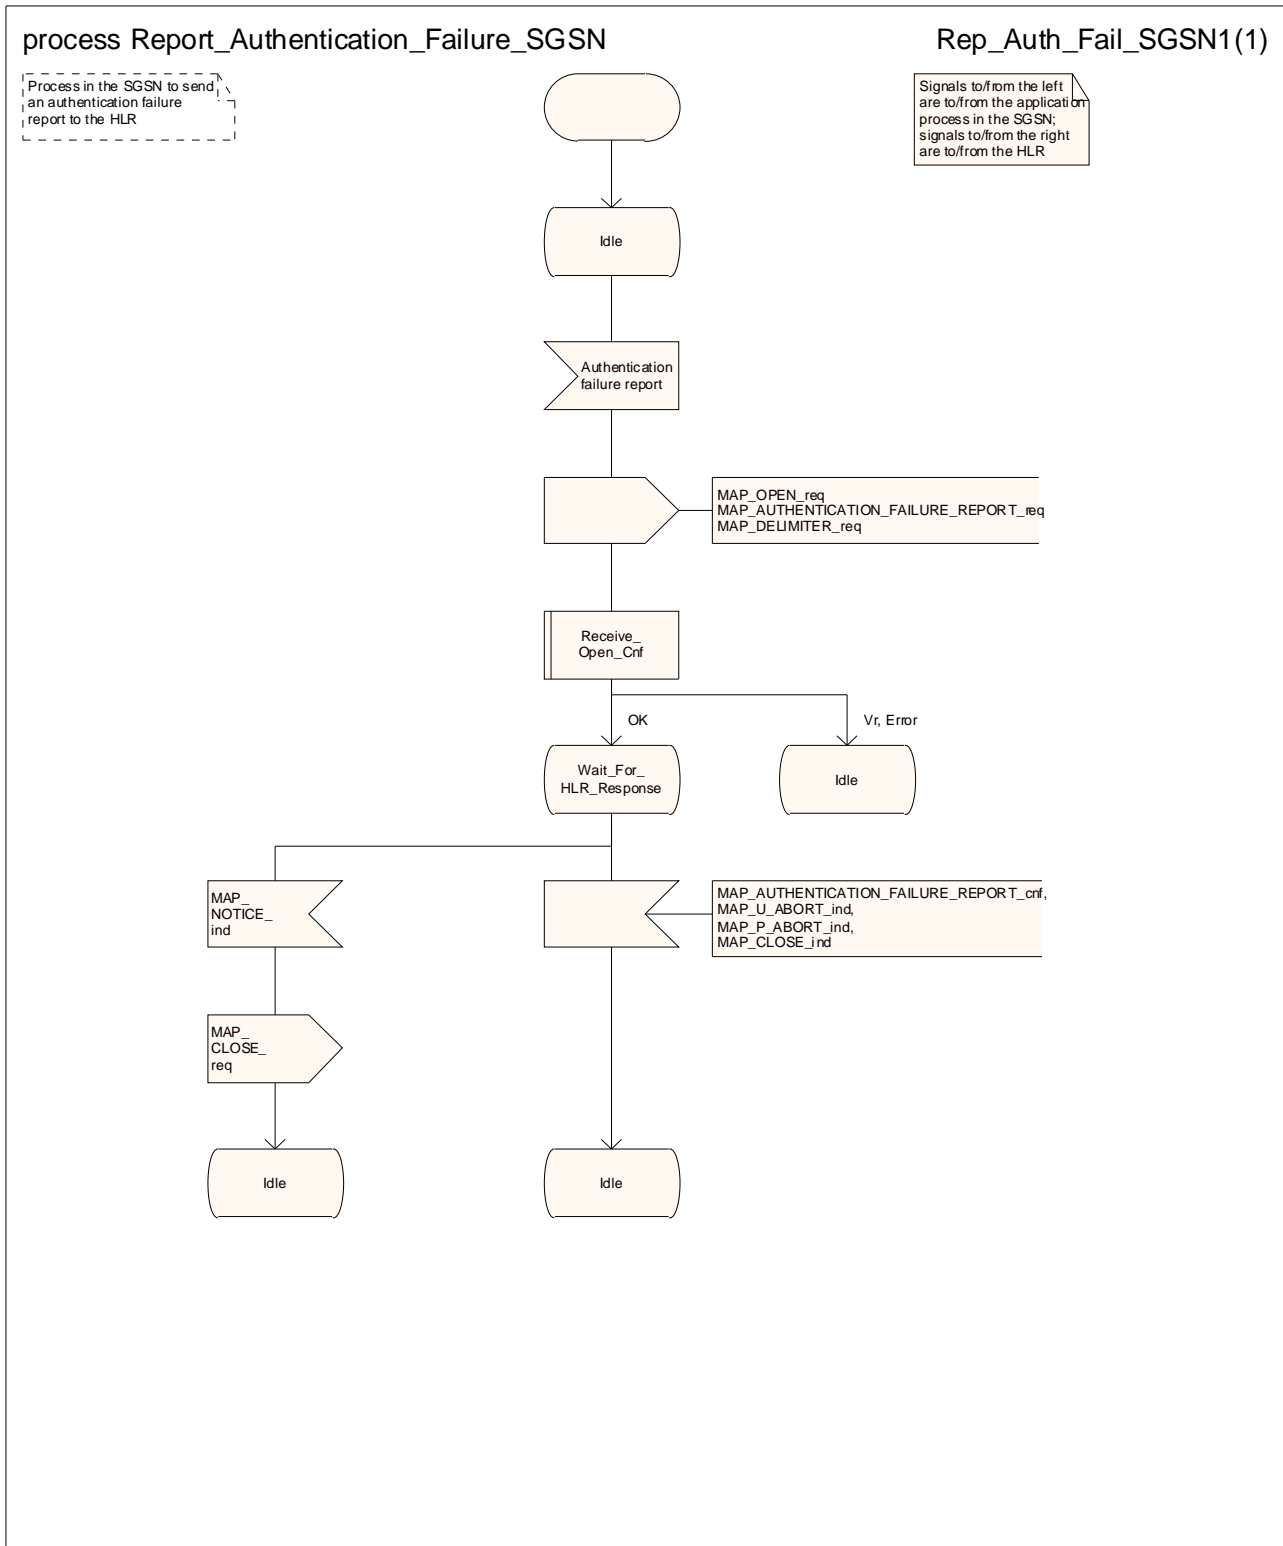 process Report_Authentication_Failure_SGSN
Rep_Auth_Fail_SGSN1(1)
Process in the SGSN to send
an authentication failure
report to the HLR
Signals to/from the left
are to/from the application
process in the SGSN;
signals to/from the right
are to/from the HLR
Idle
Authentication
failure report
MAP_OPEN_req
MAP_AUTHENTICATION_FAILURE_REPORT_req
MAP_DELIMITER_req
Receive_
Open_Cnf
OK
Vr, Error
Wait_For_
HLR_Response
Idle
MAP_
NOTICE_
ind
MAP_AUTHENTICATION_FAILURE_REPORT_cnf,
MAP_U_ABORT_ind,
MAP_P_ABORT_ind,
MAP_CLOSE_ind
MAP_
CLOSE_
req
Idle
Idle